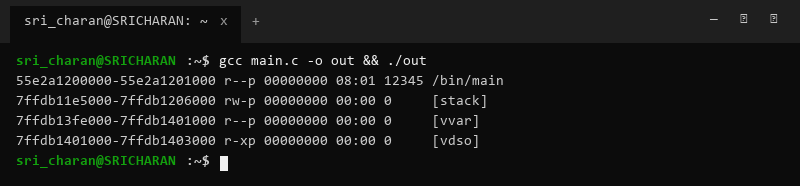 sri_charan@SRICHARAN: ~ x +
sri_charan@SRICHARAN :~$ gcc main.c -o out && ./out
55e2a1200000-55e2a1201000 r--p 00000000 08:01 12345 /bin/main
7ffdb11e5000-7ffdb1206000 rw-p 00000000 00:00 0     [stack]
7ffdb13fe000-7ffdb1401000 r--p 00000000 00:00 0     [vvar]
7ffdb1401000-7ffdb1403000 r-xp 00000000 00:00 0     [vdso]
sri_charan@SRICHARAN :~$